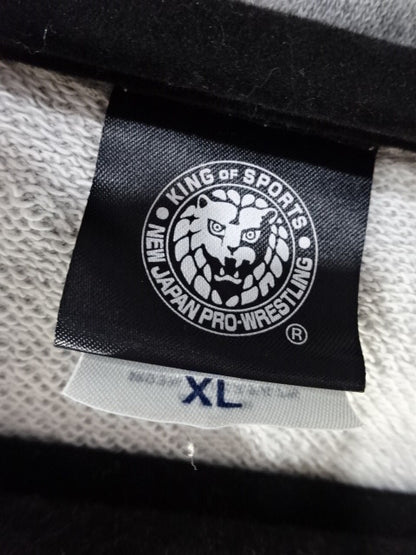 KING OF SPORTS
NEW JAPAN PRO-WRESTLING
®
XL